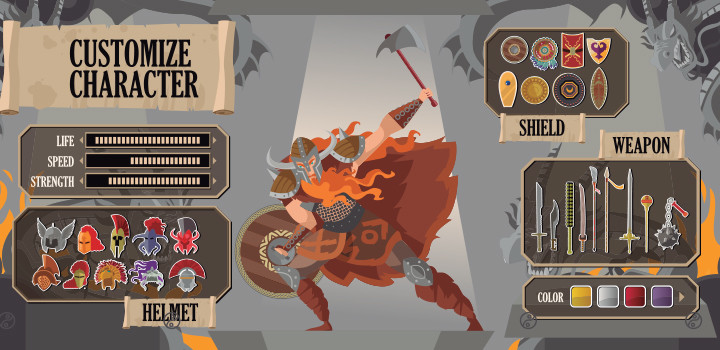 CUSTOMIZE
CHARACTER
LIFE
SPEED
STRENGTH
HELMET
SHIELD
WEAPON
COLOR